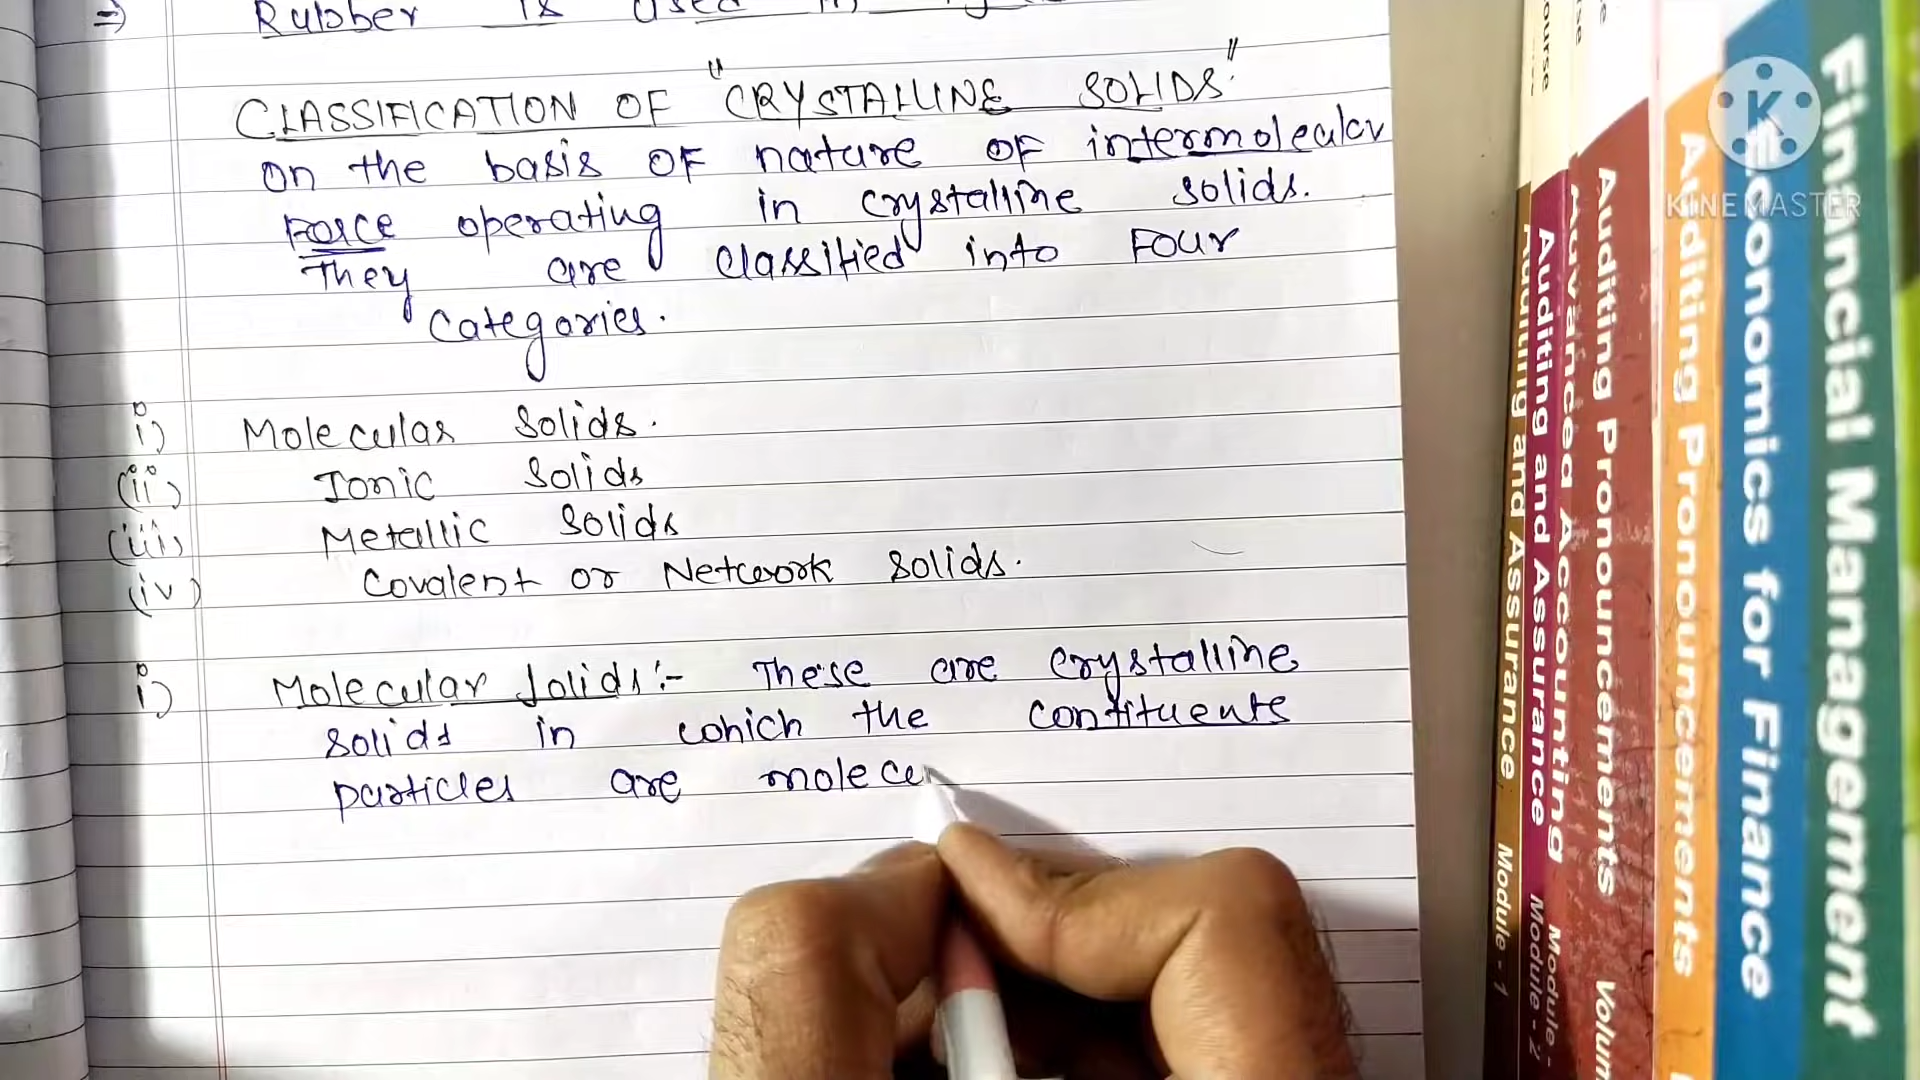 ⇒ Rubber is used in
CLASSIFICATION OF "CRYSTALLINE SOLIDS"
on the basis OF nature OF intermolecular
Force operating in crystalline solids.
They are classified into Four
categories.
i) Molecular Solids.
(ii) Ionic Solids
(iii) Metallic Solids
(iv) Covalent or Network Solids.
i) Molecular Solids:- These are crystalline
solids in which the constituents
particles are molecu
KINEMASTER
ourse
Auditing and Assurance Module - 1
Auditing and Assurance Module - 2
Advanced Accounting Module -
Auditing Pronouncements Volum
Auditing Pronouncements
Economics for Finance
Financial Management